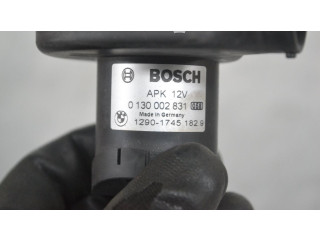 BOSCH
APK 12V
0 130 002 831
Made in Germany
1290-1745 182 9